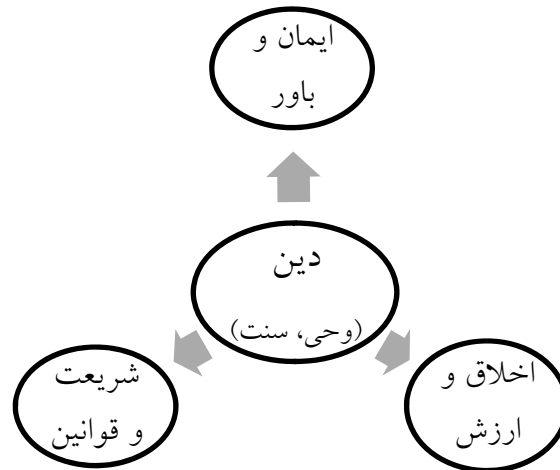 ایمان و
باور
دین
(وحی، سنت)
اخلاق و
ارزش
شریعت
و قوانین